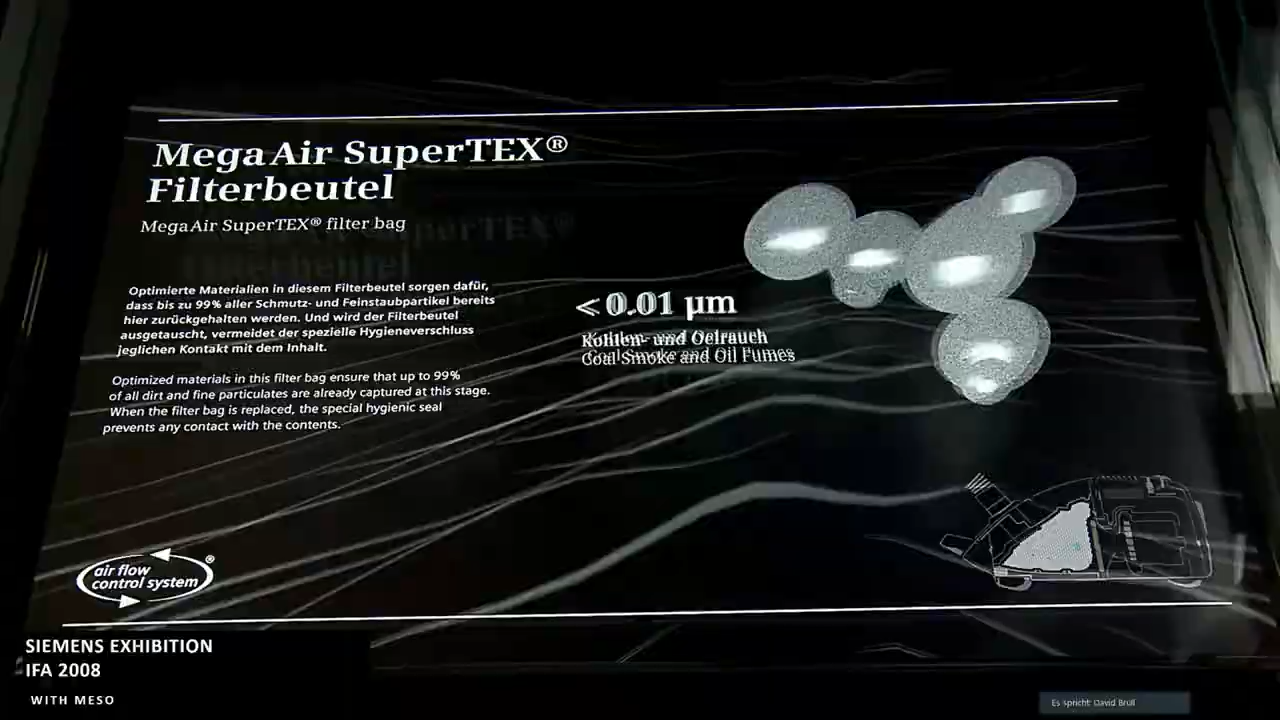 MegaAir SuperTEX®
Filterbeutel
MegaAir SuperTEX® filter bag
Optimierte Materialien in diesem Filterbeutel sorgen dafür,
dass bis zu 99% aller Schmutz- und Feinstaubpartikel bereits
hier zurückgehalten werden. Und wird der Filterbeutel
ausgetauscht, vermeidet der spezielle Hygieneverschluss
jeglichen Kontakt mit dem Inhalt.
Optimized materials in this filter bag ensure that up to 99%
of all dirt and fine particulates are already captured at this stage.
When the filter bag is replaced, the special hygienic seal
prevents any contact with the contents.
< 0.01 µm
Kohlen- und Oelrauch
Coal Smoke and Oil Fumes
air flow
control system®
SIEMENS EXHIBITION
IFA 2008
WITH MESO
Es spricht: David Brüll